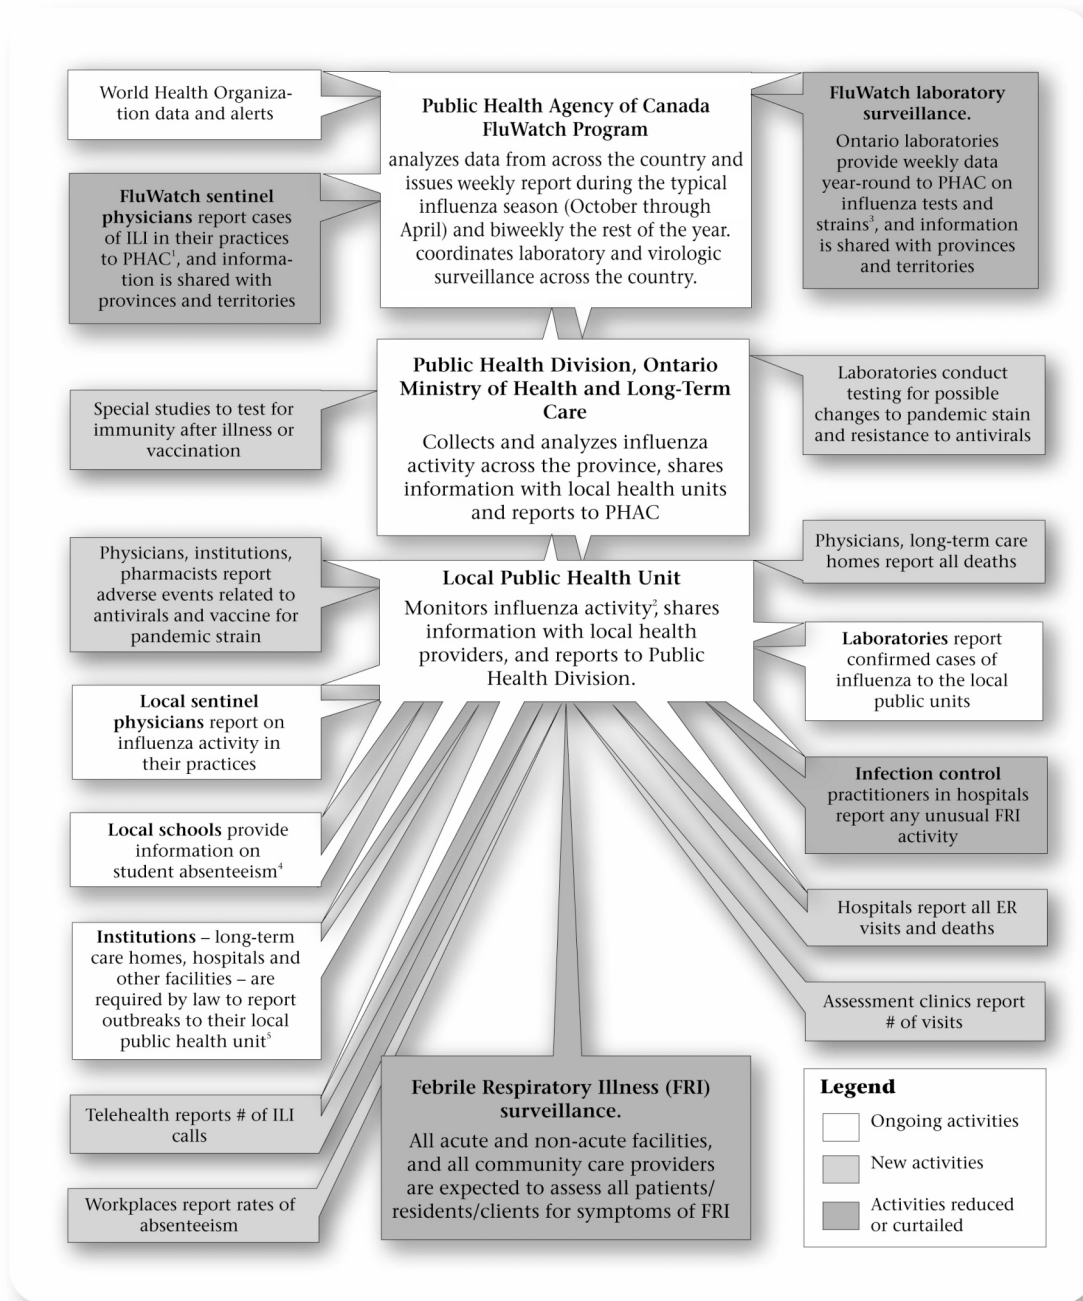 World Health Organiza-
tion data and alerts
Public Health Agency of Canada
FluWatch Program
analyzes data from across the country and
issues weekly report during the typical
influenza season (October through
April) and biweekly the rest of the year.
coordinates laboratory and virologic
surveillance across the country.
FluWatch laboratory
surveillance.
Ontario laboratories
provide weekly data
year-round to PHAC on
influenza tests and
strains³, and information
is shared with provinces
and territories
FluWatch sentinel
physicians report cases
of ILI in their practices
to PHAC¹, and informa-
tion is shared with
provinces and territories
Public Health Division, Ontario
Ministry of Health and Long-Term
Care
Collects and analyzes influenza
activity across the province, shares
information with local health units
and reports to PHAC
Special studies to test for
immunity after illness or
vaccination
Laboratories conduct
testing for possible
changes to pandemic stain
and resistance to antivirals
Physicians, institutions,
pharmacists report
adverse events related to
antivirals and vaccine for
pandemic strain
Local Public Health Unit
Monitors influenza activity², shares
information with local health
providers, and reports to Public
Health Division.
Physicians, long-term care
homes report all deaths
Laboratories report
confirmed cases of
influenza to the local
public units
Local sentinel
physicians report on
influenza activity in
their practices
Infection control
practitioners in hospitals
report any unusual FRI
activity
Local schools provide
information on
student absenteeism⁴
Hospitals report all ER
visits and deaths
Institutions – long-term
care homes, hospitals and
other facilities – are
required by law to report
outbreaks to their local
public health unit⁵
Assessment clinics report
# of visits
Telehealth reports # of ILI
calls
Workplaces report rates of
absenteeism
Febrile Respiratory Illness (FRI)
surveillance.
All acute and non-acute facilities,
and all community care providers
are expected to assess all patients/
residents/clients for symptoms of FRI
Legend
Ongoing activities
New activities
Activities reduced
or curtailed